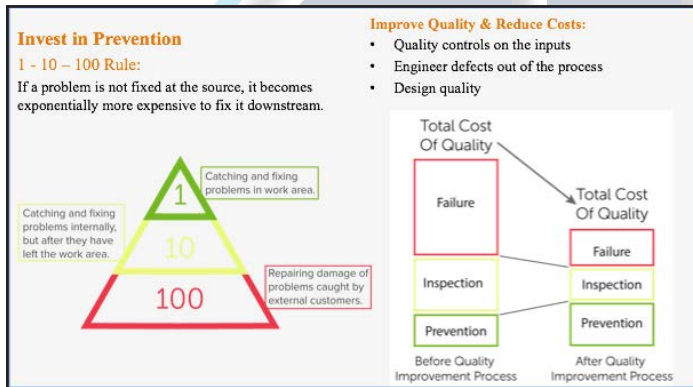 Invest in Prevention
1 - 10 – 100 Rule:
If a problem is not fixed at the source, it becomes
exponentially more expensive to fix it downstream.
1
Catching and fixing
problems in work area.
Catching and fixing
problems internally,
but after they have
left the work area.
10
100
Repairing damage of
problems caught by
external customers.
Improve Quality & Reduce Costs:
• Quality controls on the inputs
• Engineer defects out of the process
• Design quality
Total Cost
Of Quality
Failure
Inspection
Prevention
Before Quality
Improvement Process
Total Cost
Of Quality
Failure
Inspection
Prevention
After Quality
Improvement Process